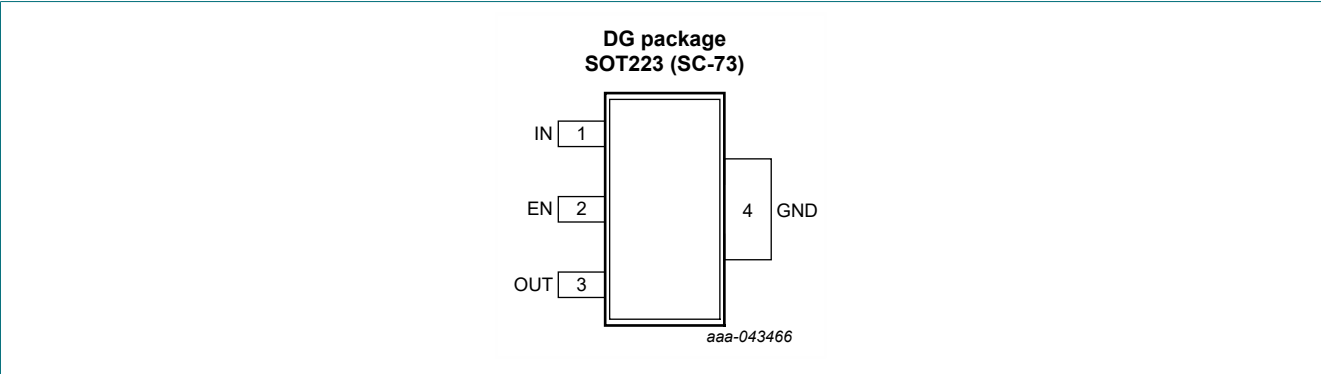 DG package
SOT223 (SC-73)
IN 1
EN 2
4 GND
OUT 3
aaa-043466